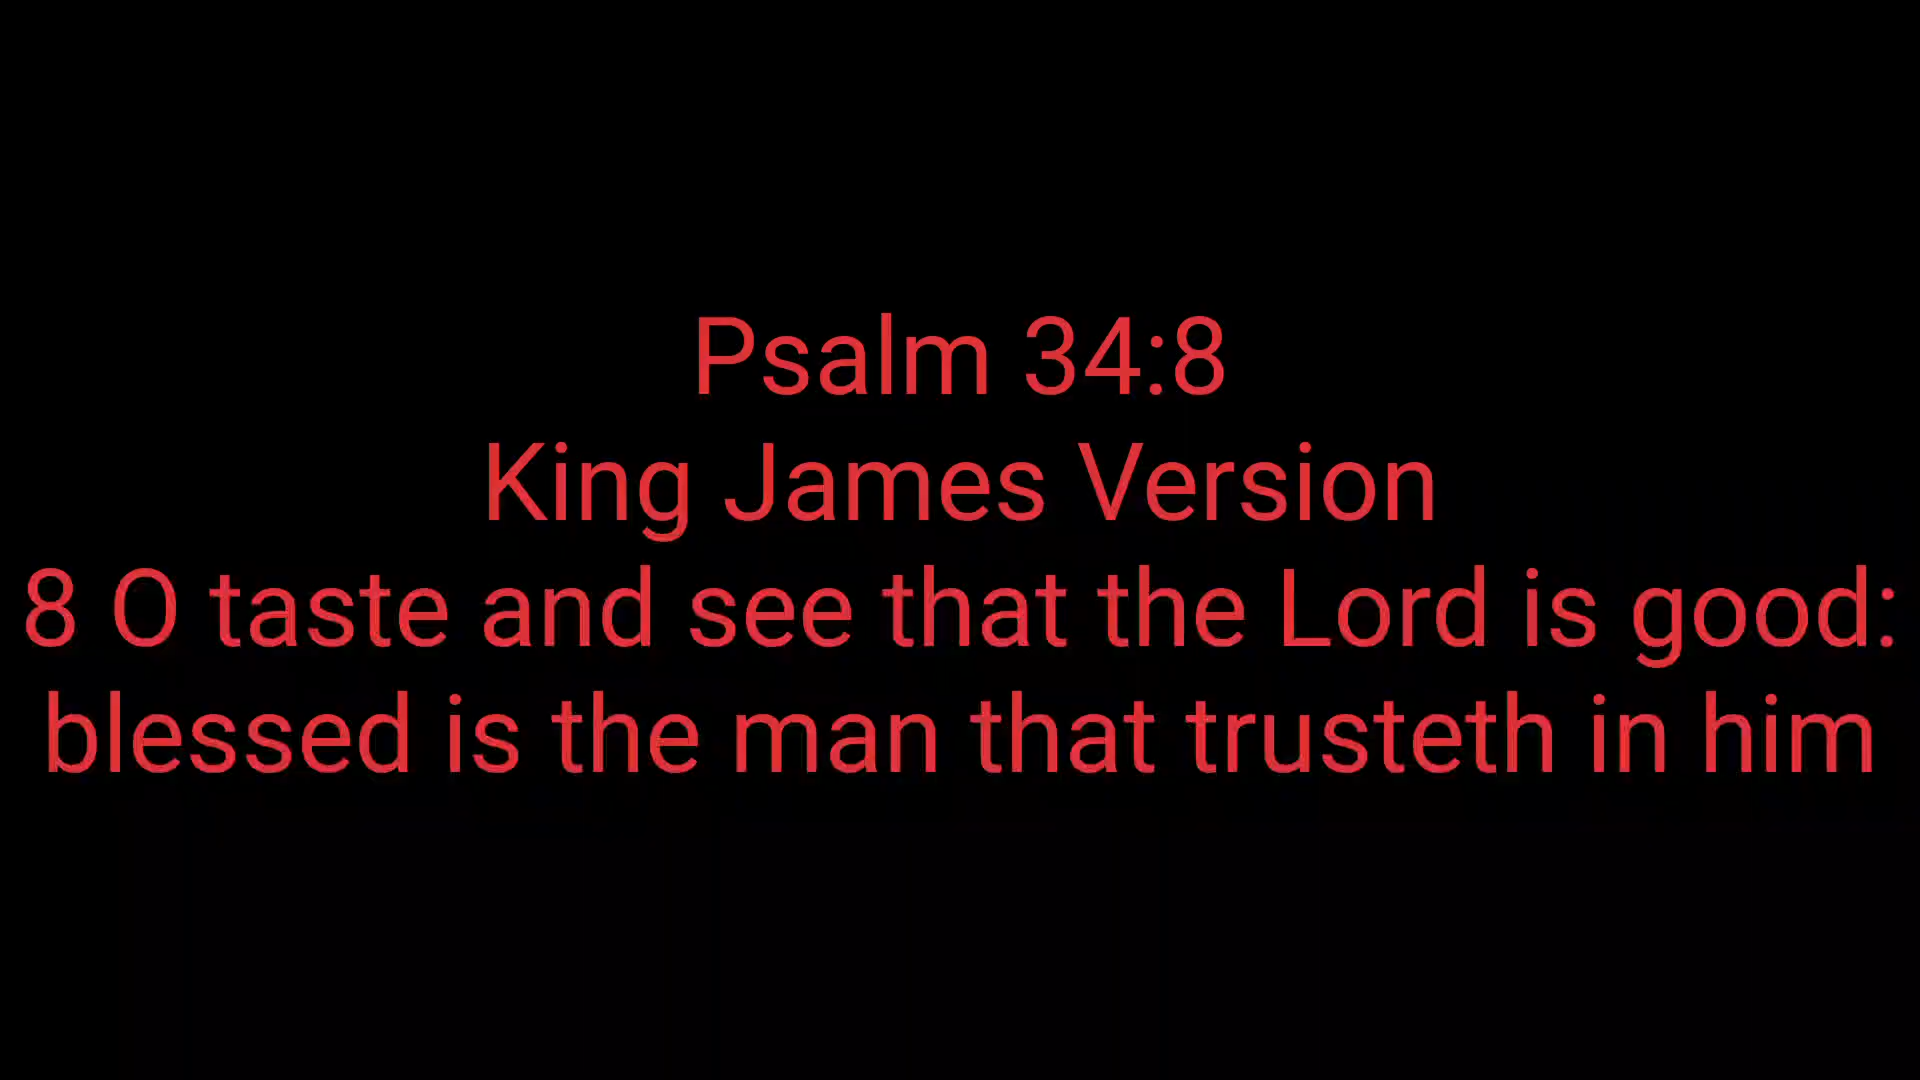 Psalm 34:8
King James Version
8 O taste and see that the Lord is good:
blessed is the man that trusteth in him